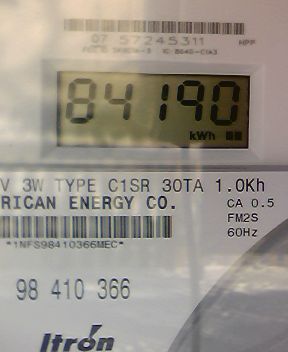 07 57245311 HPP
84190
kWh
V 3W TYPE C1SR 30TA 1.0Kh
RICAN ENERGY CO. CA 0.5
FM2S
*1NFS98410366MEC* 60Hz
98 410 366
Itron